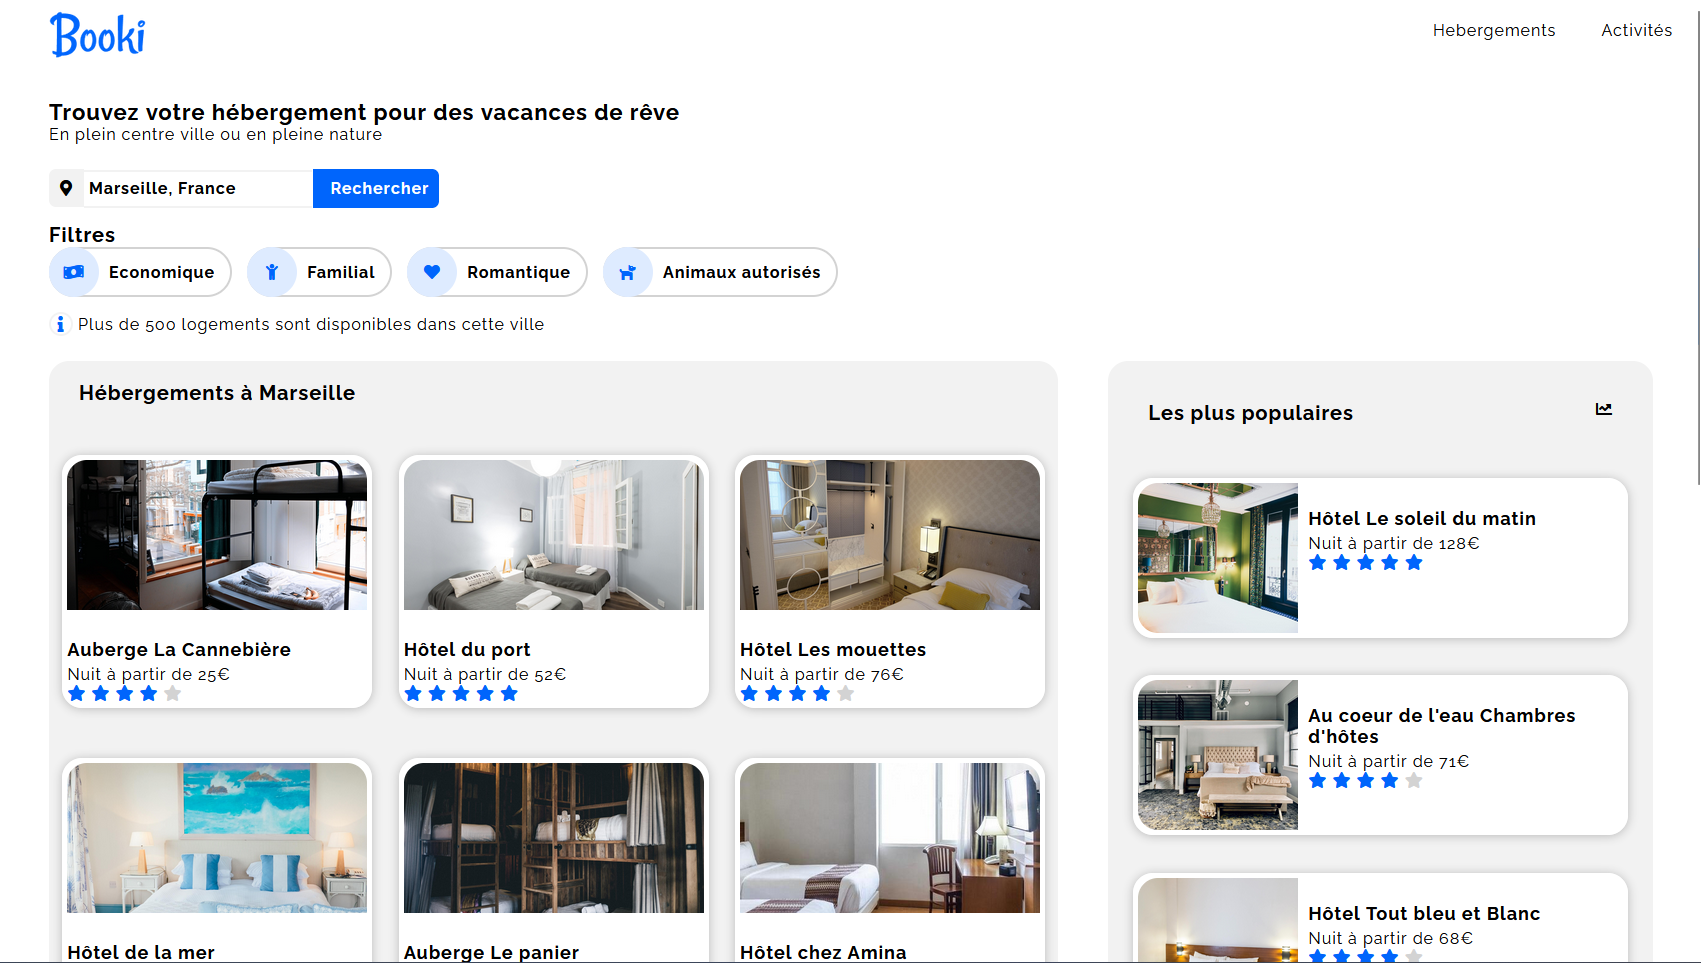 Booki
Hebergements
Activités
Trouvez votre hébergement pour des vacances de rêve
En plein centre ville ou en pleine nature
Marseille, France
Rechercher
Filtres
Economique
Familial
Romantique
Animaux autorisés
Plus de 500 logements sont disponibles dans cette ville
Hébergements à Marseille
Auberge La Cannebière
Nuit à partir de 25€
Hôtel du port
Nuit à partir de 52€
Hôtel Les mouettes
Nuit à partir de 76€
Hôtel de la mer
Auberge Le panier
Hôtel chez Amina
Les plus populaires
Hôtel Le soleil du matin
Nuit à partir de 128€
Au coeur de l'eau Chambres
d'hôtes
Nuit à partir de 71€
Hôtel Tout bleu et Blanc
Nuit à partir de 68€